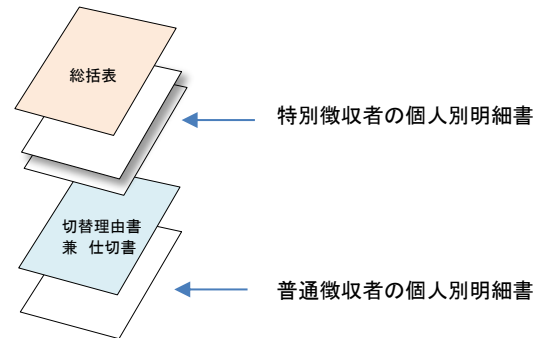 総括表
特別徴収者の個人別明細書
切替理由書
兼 仕切書
普通徴収者の個人別明細書